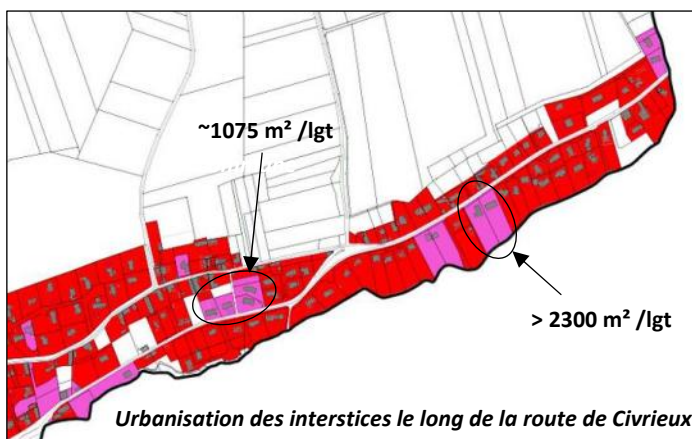 ~1075 m² /lgt
> 2300 m² /lgt
Urbanisation des interstices le long de la route de Civrieux